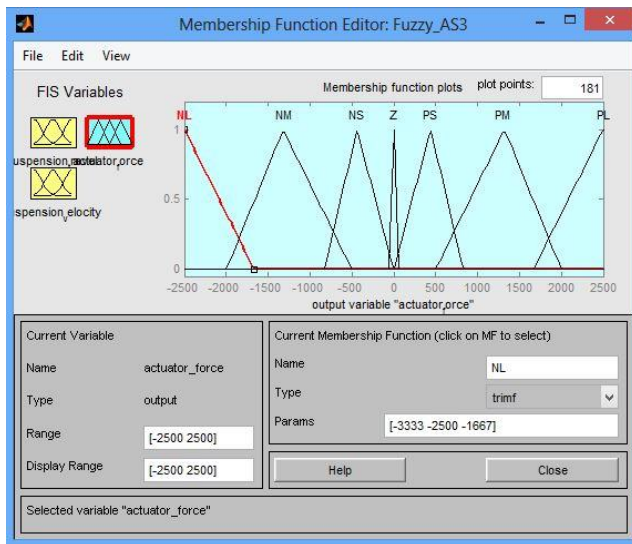 Membership Function Editor: Fuzzy_AS3
File Edit View
FIS Variables
Membership function plots plot points: 181
NL NM NS Z PS PM PL
1
0.5
0
-2500 -2000 -1500 -1000 -500 0 500 1000 1500 2000 2500
output variable "actuatorforce"
spensionvelocity
Current Variable
Name actuator_force
Type output
Range [-2500 2500]
Display Range [-2500 2500]
Current Membership Function (click on MF to select)
Name NL
Type trimf
Params [-3333 -2500 -1667]
Help Close
Selected variable "actuator_force"